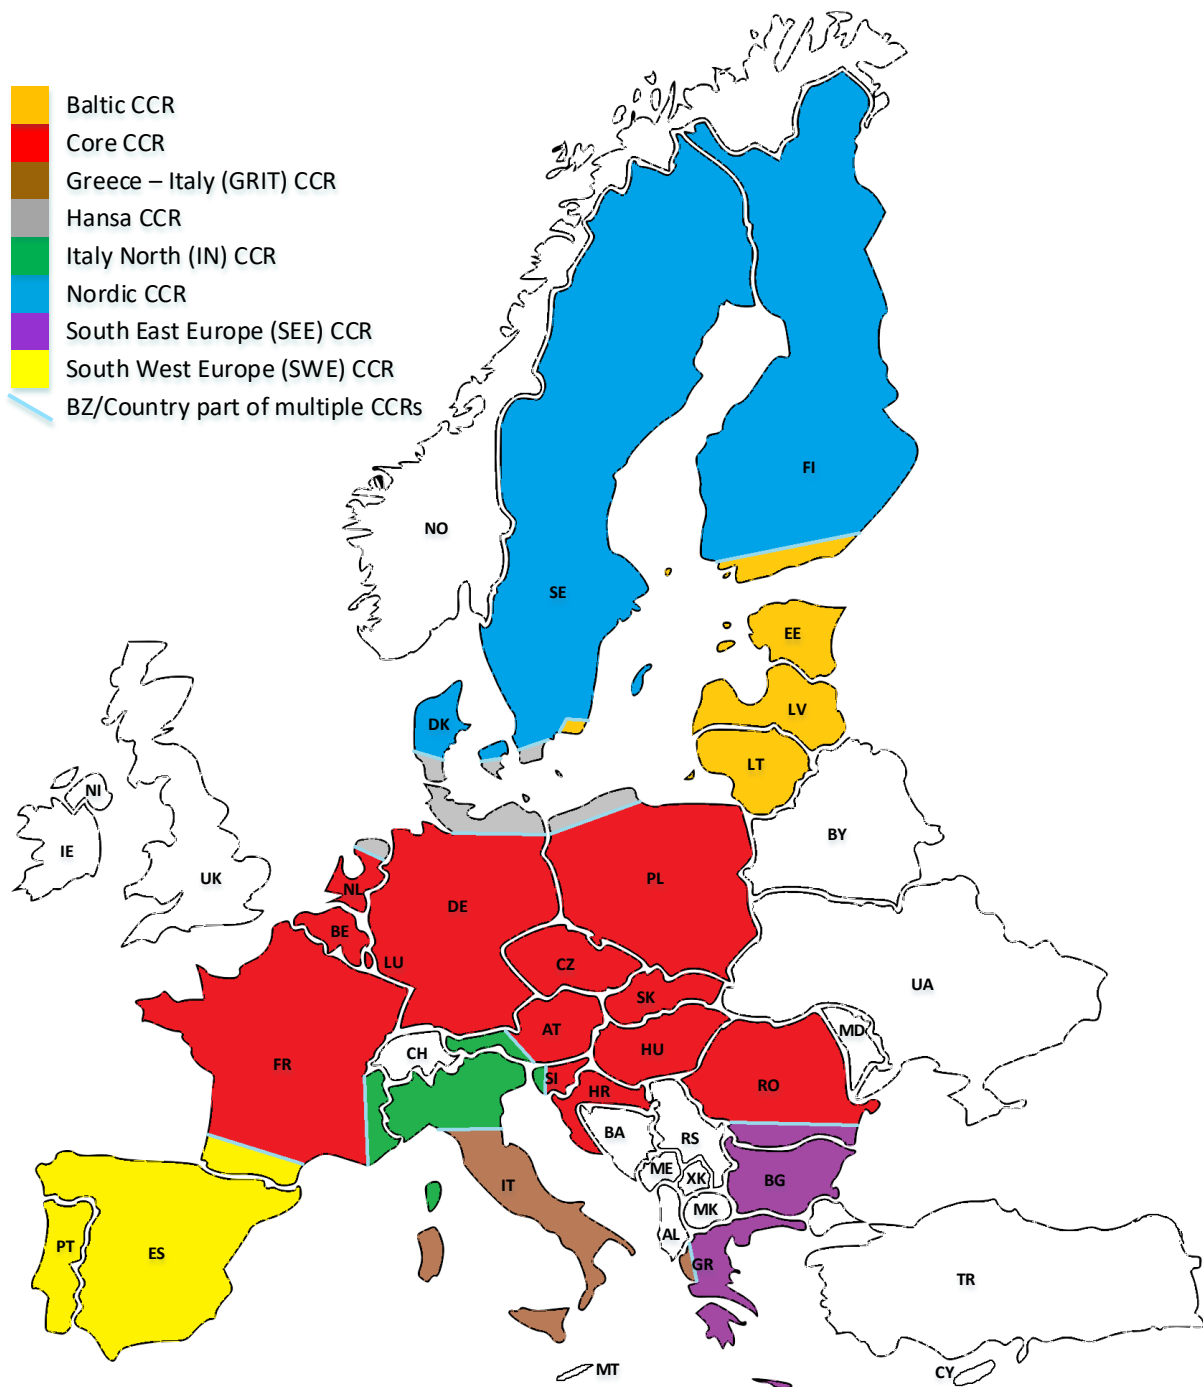 Baltic CCR
Core CCR
Greece – Italy (GRIT) CCR
Hansa CCR
Italy North (IN) CCR
Nordic CCR
South East Europe (SEE) CCR
South West Europe (SWE) CCR
BZ/Country part of multiple CCRs
FI
NO
SE
EE
LV
DK
LT
NI
BY
IE
UK
PL
NL
DE
BE
LU
CZ
UA
SK
AT
MD
HU
CH
FR
SI
RO
HR
BA
RS
ME
XK
BG
IT
MK
AL
PT
ES
GR
TR
MT
CY